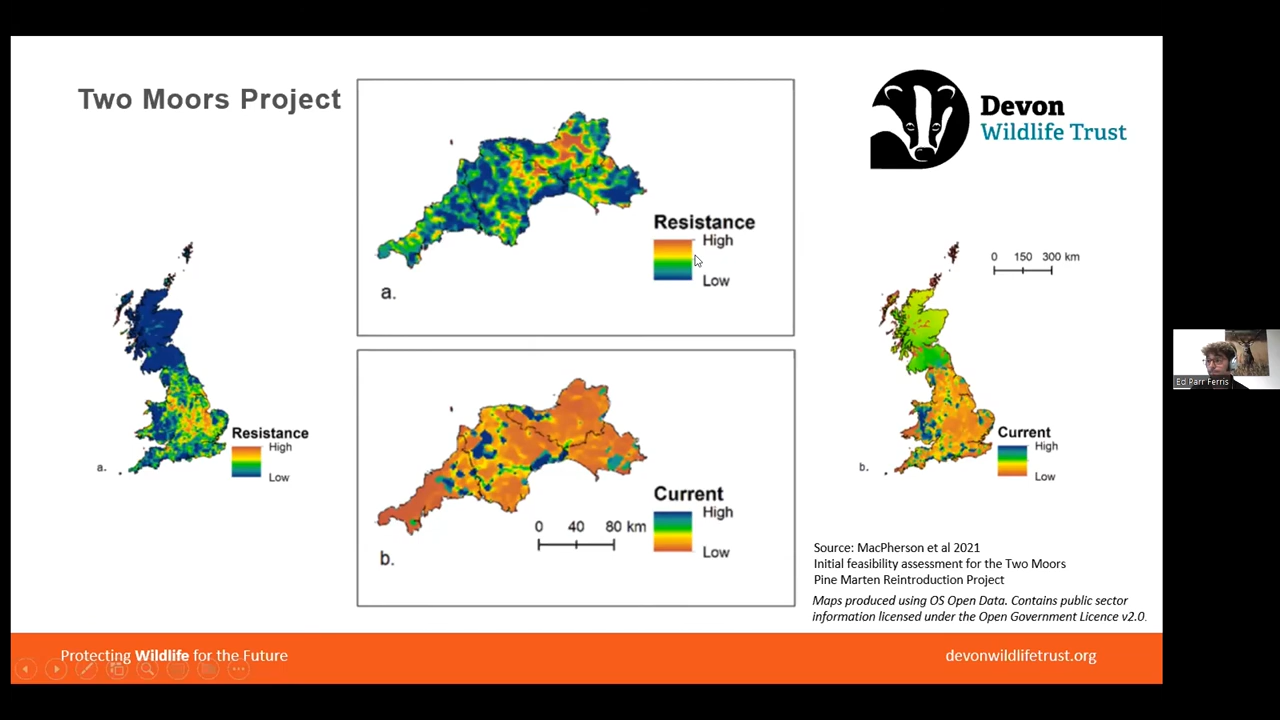 Two Moors Project
Devon
Wildlife Trust
Resistance
High
Low
a.
0 150 300 km
Resistance
High
Low
a.
Current
High
Low
b.
Current
High
Low
0 40 80 km
b.
Source: MacPherson et al 2021
Initial feasibility assessment for the Two Moors
Pine Marten Reintroduction Project
Maps produced using OS Open Data. Contains public sector
information licensed under the Open Government Licence v2.0.
Protecting Wildlife for the Future
devonwildlifetrust.org
Ed Parr Ferris